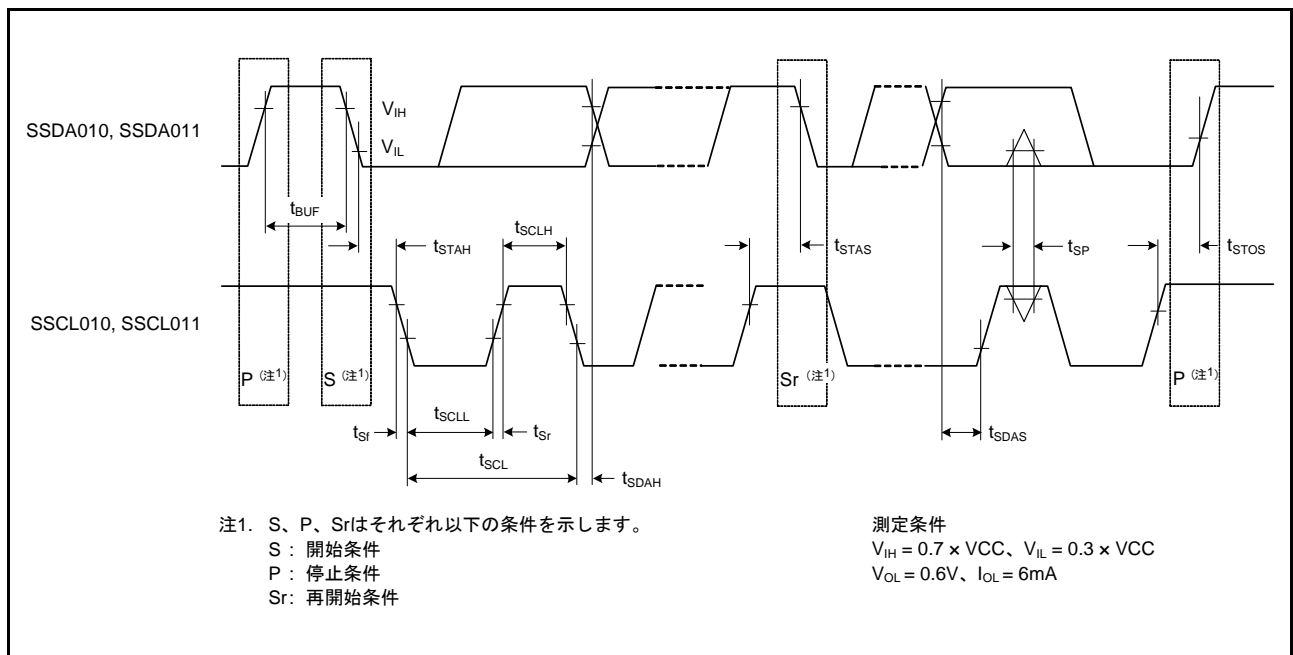 SSDA010, SSDA011
VIH
VIL
tBUF
tSTAH
tSCLH
tSTAS
tSP
tSTOS
SSCL010, SSCL011
P (注1)
S (注1)
Sr (注1)
P (注1)
tSf
tSCLL
tSr
tSDAS
tSCL
tSDAH
注1. S、P、Srはそれぞれ以下の条件を示します。
S : 開始条件
P : 停止条件
Sr: 再開始条件
測定条件
VIH = 0.7 × VCC、VIL = 0.3 × VCC
VOL = 0.6V、IOL = 6mA